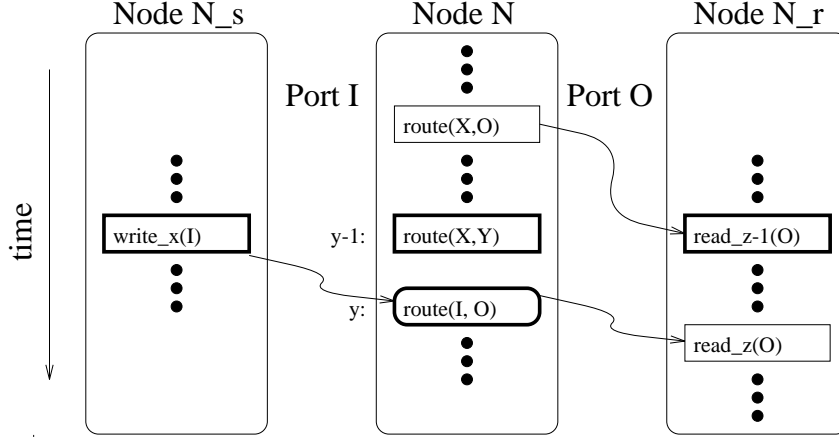 Node N_s
Node N
Node N_r
Port I
Port O
route(X,O)
time
write_x(I)
y-1:
route(X,Y)
read_z-1(O)
y:
route(I, O)
read_z(O)